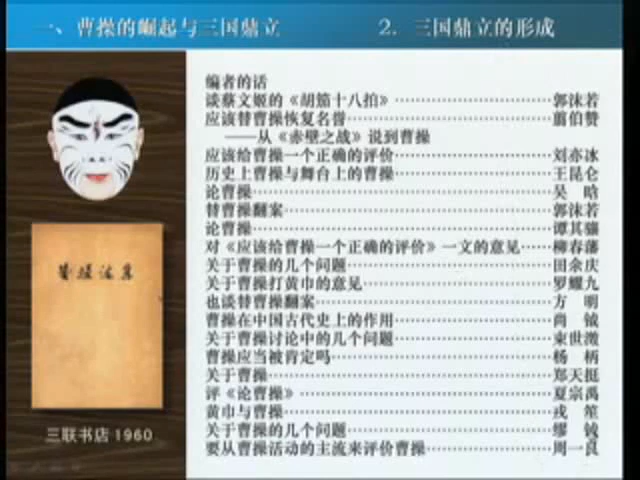 一、曹操的崛起与三国鼎立
2. 三国鼎立的形成
编者的话
谈蔡文姬的《胡笳十八拍》……郭沫若
应该替曹操恢复名誉……翦伯赞
——从《赤壁之战》说到曹操
应该给曹操一个正确的评价……刘亦冰
历史上曹操与舞台上的曹操……王昆仑
论曹操……吴 晗
替曹操翻案……郭沫若
论曹操……谭其骧
对《应该给曹操一个正确的评价》一文的意见……柳春藩
关于曹操的几个问题……田余庆
关于曹操打黄巾的意见……罗耀九
也谈替曹操翻案……方 明
曹操在中国古代史上的作用……尚 钺
关于曹操讨论中的几个问题……束世澂
曹操应当被肯定吗……杨 柄
关于曹操……郑天挺
评《论曹操》……夏宗禹
黄巾与曹操……戎 笙
关于曹操的几个问题……缪 钺
要从曹操活动的主流来评价曹操……周一良
曹操论集
三联书店 1960